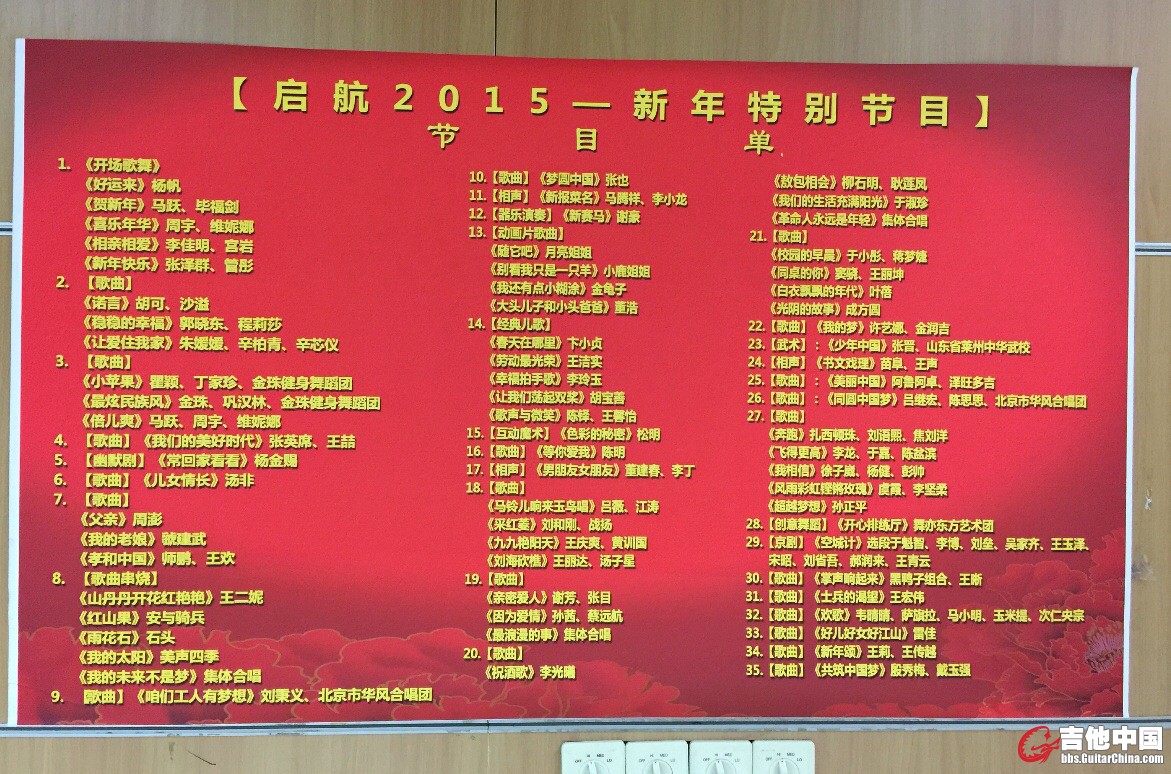 【启航2015—新年特别节目】
节目单
1. 《开场歌舞》
《好运来》杨帆
《贺新年》马跃、毕福剑
《喜乐年华》周宇、维妮娜
《相亲相爱》李佳明、宫岩
《新年快乐》张泽群、曾彤
2. 【歌曲】
《诺言》胡可、沙溢
《稳稳的幸福》郭晓东、程莉莎
《让爱住我家》朱媛媛、辛柏青、辛芯仪
3. 【歌曲】
《小苹果》瞿颖、丁家珍、金珠健身舞蹈团
《最炫民族风》金珠、巩汉林、金珠健身舞蹈团
《倍儿爽》马跃、周宇、维妮娜
4. 【歌曲】《我们的美好时代》张英席、王喆
5. 【幽默剧】《常回家看看》杨金赐
6. 【歌曲】《儿女情长》汤非
7. 【歌曲】
《父亲》周澎
《我的老娘》虢建武
《孝和中国》师鹏、王欢
8. 【歌曲串烧】
《山丹丹开花红艳艳》王二妮
《红山果》安与骑兵
《雨花石》石头
《我的太阳》美声四季
《我的未来不是梦》集体合唱
9. 【歌曲】《咱们工人有梦想》刘秉义、北京市华风合唱团
10.【歌曲】《梦圆中国》张也
11.【相声】《新报菜名》马腾祥、李小龙
12.【器乐演奏】《新赛马》谢豪
13.【动画片歌曲】
《随它吧》月亮姐姐
《别看我只是一只羊》小鹿姐姐
《我还有点小糊涂》金龟子
《大头儿子和小头爸爸》董浩
14.【经典儿歌】
《春天在哪里》卞小贞
《劳动最光荣》王洁实
《幸福拍手歌》李玲玉
《让我们荡起双桨》胡宝善
《歌声与微笑》陈铎、王馨怡
15.【互动魔术】《色彩的秘密》松明
16.【歌曲】《等你爱我》陈明
17.【相声】《男朋友女朋友》董建春、李丁
18.【歌曲】
《马铃儿响来玉鸟唱》吕薇、江涛
《采红菱》刘和刚、战扬
《九九艳阳天》王庆爽、黄训国
《刘海砍樵》王丽达、汤子星
19.【歌曲】
《亲密爱人》谢芳、张目
《因为爱情》孙茜、蔡远航
《最浪漫的事》集体合唱
20.【歌曲】
《祝酒歌》李光曦
《敖包相会》柳石明、耿莲凤
《我们的生活充满阳光》于淑珍
《革命人永远是年轻》集体合唱
21.【歌曲】
《校园的早晨》于小彤、蒋梦婕
《同桌的你》窦骁、王丽坤
《白衣飘飘的年代》叶蓓
《光阴的故事》成方圆
22.【歌曲】《我的梦》许艺娜、金润吉
23.【武术】:《少年中国》张晋、山东省莱州中华武校
24.【相声】《书文戏理》苗阜、王声
25.【歌曲】:《美丽中国》阿鲁阿卓、泽旺多吉
26.【歌曲】:《同圆中国梦》吕继宏、陈思思、北京市华风合唱团
27.【歌曲】
《奔跑》扎西顿珠、刘语熙、焦刘洋
《飞得更高》李龙、于嘉、陈盆滨
《我相信》徐子崴、杨健、彭帅
《风雨彩虹铿锵玫瑰》虞霞、李坚柔
《超越梦想》孙正平
28.【创意舞蹈】《开心排练厅》舞亦东方艺术团
29.【京剧】《空城计》选段于魁智、李博、刘垒、吴家齐、王玉泽、
宋昭、刘省吾、郝润来、王青云
30.【歌曲】《掌声响起来》黑鸭子组合、王晰
31.【歌曲】《士兵的渴望》王宏伟
32.【歌曲】《欢歌》韦晴晴、萨旗拉、马小明、玉米提、次仁央宗
33.【歌曲】《好儿好女好江山》雷佳
34.【歌曲】《新年颂》王莉、王传越
35.【歌曲】《共筑中国梦》殷秀梅、戴玉强
吉他中国
bbs.GuitarChina.com